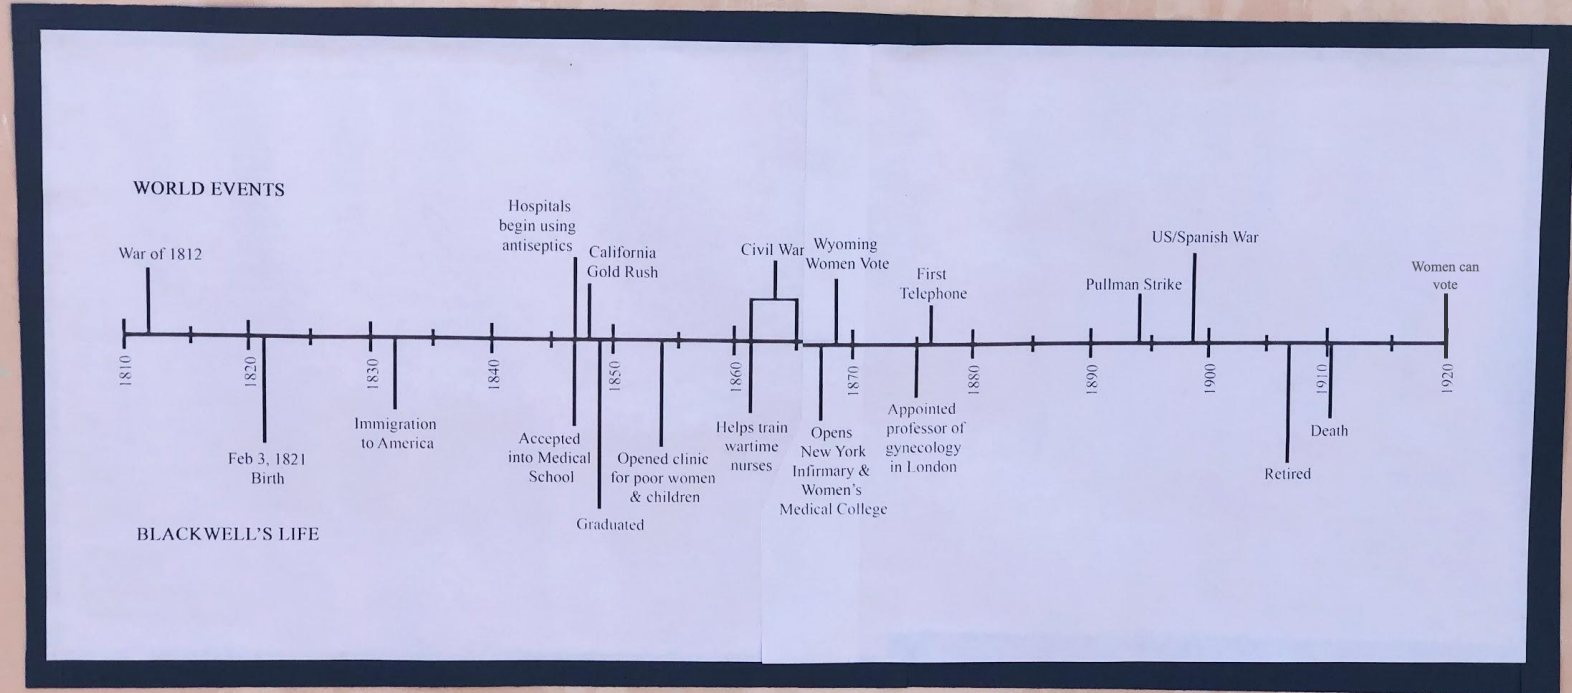 WORLD EVENTS
War of 1812
Hospitals
begin using
antiseptics
California
Gold Rush
Civil War
Wyoming
Women Vote
First
Telephone
Pullman Strike
US/Spanish War
Women can
vote
1810
1820
1830
1840
1850
1860
1870
1880
1890
1900
1910
1920
Feb 3, 1821
Birth
Immigration
to America
Accepted
into Medical
School
Graduated
Opened clinic
for poor women
& children
Helps train
wartime
nurses
Opens
New York
Infirmary &
Women's
Medical College
Appointed
professor of
gynecology
in London
Retired
Death
BLACKWELL'S LIFE